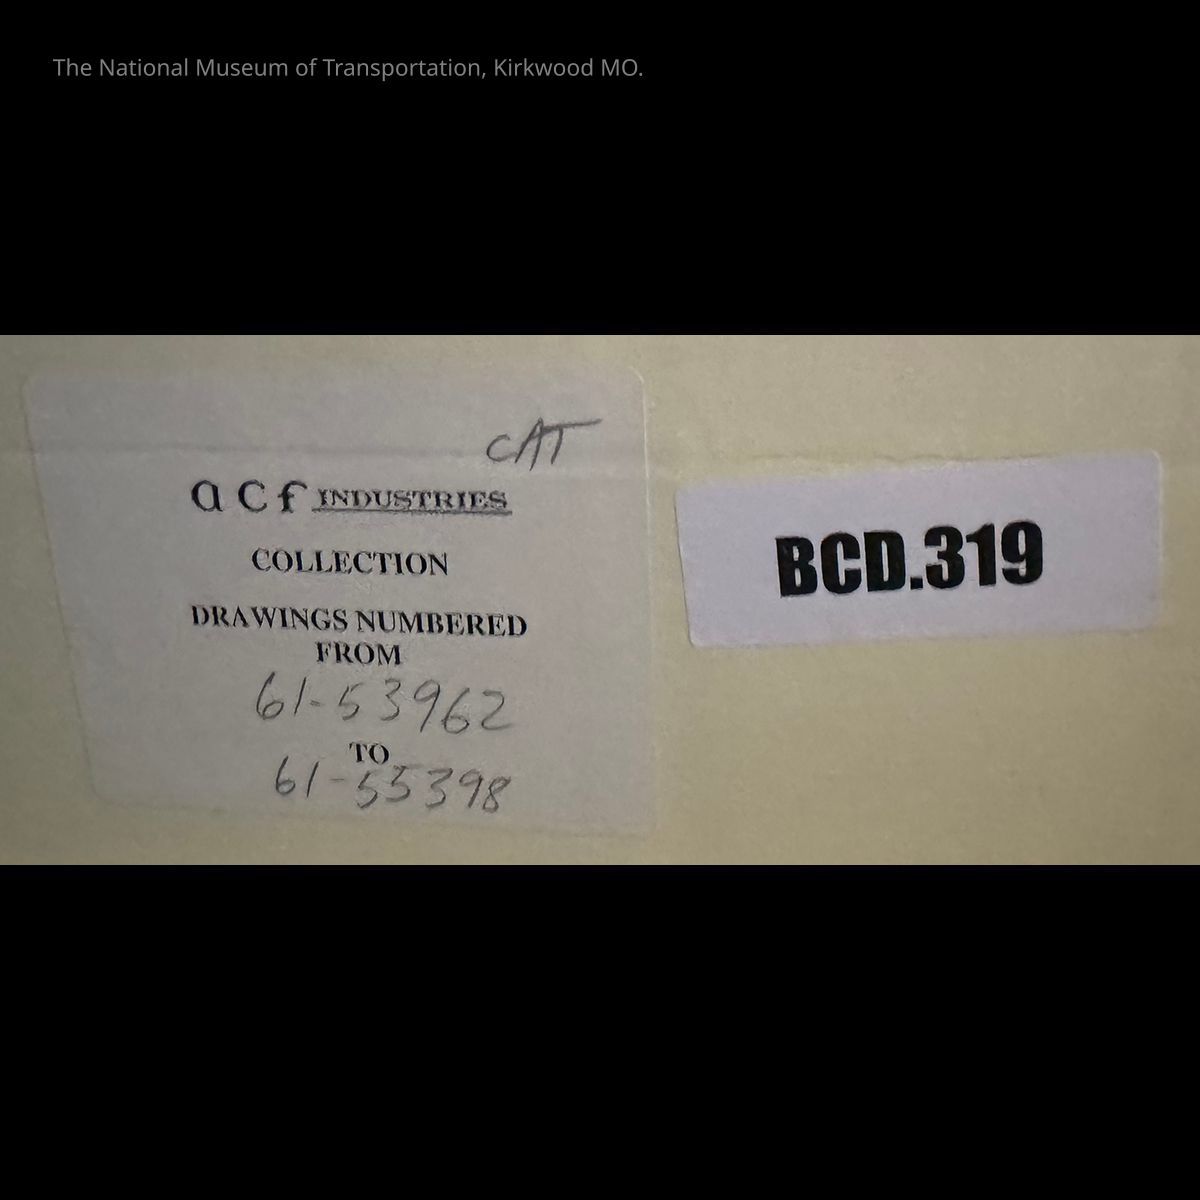 The National Museum of Transportation, Kirkwood MO.
CAT
acf INDUSTRIES
COLLECTION
DRAWINGS NUMBERED
FROM
61-53962
TO
61-55398
BCD.319